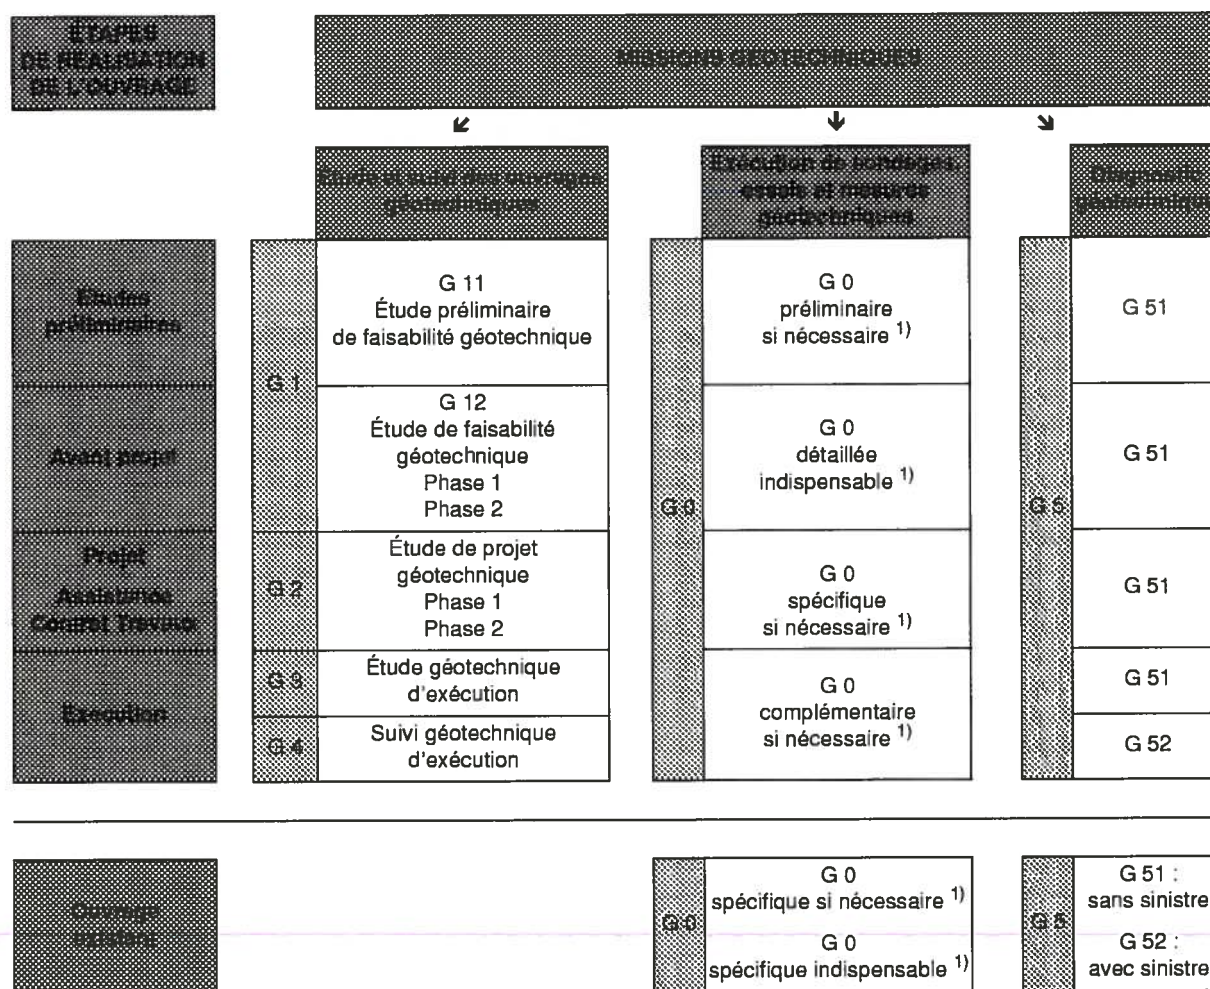 ÉTAPES
DE RÉALISATION
DE L'OUVRAGE
MISSIONS GÉOTECHNIQUES
Étude et suivi des ouvrages
géotechniques
Exécution de sondages,
essais et mesures
géotechniques
Diagnostic
géotechnique
Études
préliminaires
G 1
G 11
Étude préliminaire
de faisabilité géotechnique
G 0
G 0
préliminaire
si nécessaire 1)
G 5
G 51
Avant projet
G 12
Étude de faisabilité
géotechnique
Phase 1
Phase 2
G 0
détaillée
indispensable 1)
G 51
Projet
Assistance
Contrat Travaux
G 2
Étude de projet
géotechnique
Phase 1
Phase 2
G 0
spécifique
si nécessaire 1)
G 51
Exécution
G 3
Étude géotechnique
d'exécution
G 4
Suivi géotechnique
d'exécution
G 0
complémentaire
si nécessaire 1)
G 51
G 52
Ouvrage
existant
G 0
G 0
spécifique si nécessaire 1)
G 0
spécifique indispensable 1)
G 5
G 51 :
sans sinistre
G 52 :
avec sinistre